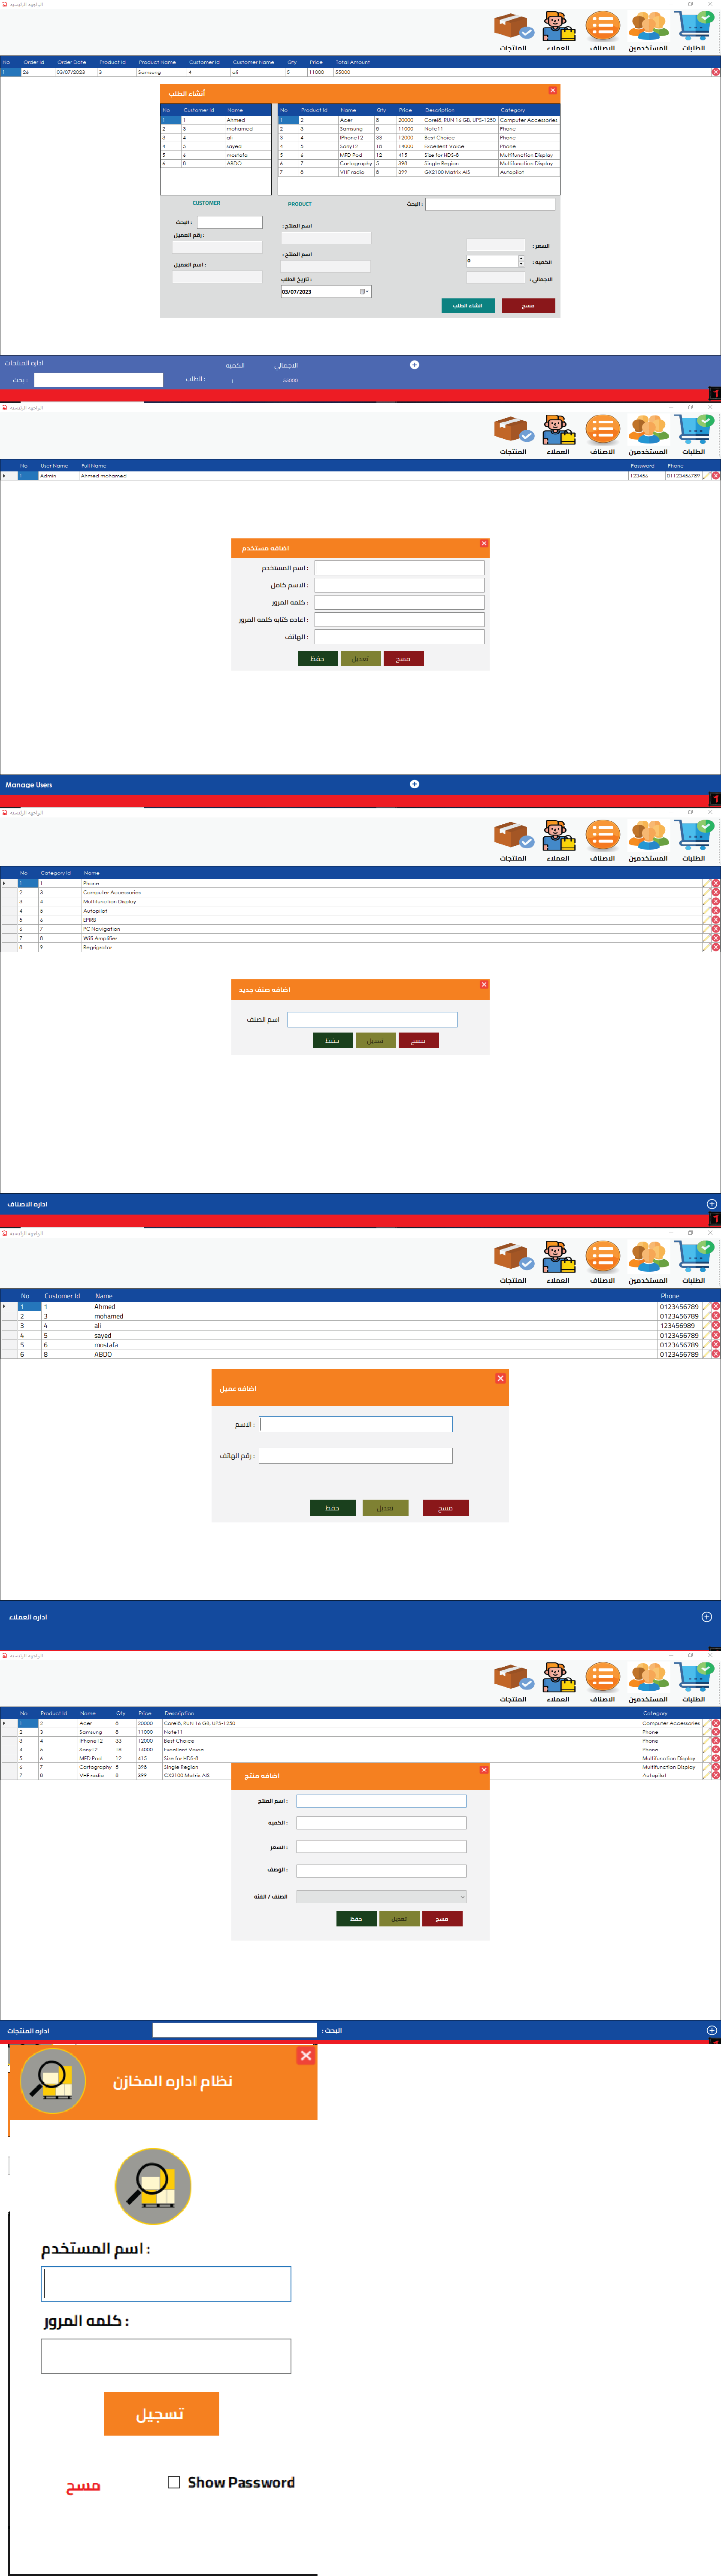 الواجهه الرئيسيه
المنتجات العملاء الاصناف المستخدمين الطلبات
No Order Id Order Date Product Id Product Name Customer Id Customer Name Qty Price Total Amount
1 26 03/07/2023 3 Samsung 4 ali 5 11000 55000
أنشاء الطلب
No Customer Id Name
1 1 Ahmed
2 3 mohamed
3 4 ali
4 5 sayed
5 6 mostafa
6 8 ABDO
No Product Id Name Qty Price Description Category
1 2 Acer 8 20000 Corei5, RUN 16 GB, UPS-1250 Computer Accessories
2 3 Samsung 8 11000 Note11 Phone
3 4 IPhone12 33 12000 Best Choice Phone
4 5 Sony12 18 14000 Excellent Voice Phone
5 6 MFD Pod 12 415 Size for HDS-8 Multifunction Display
6 7 Cartography 5 398 Single Region Multifunction Display
7 8 VHF radio 8 399 GX2100 Matrix AIS Autopilot
CUSTOMER
البحث :
رقم العميل :
اسم العميل :
PRODUCT
البحث :
اسم المنتج :
اسم المنتج :
تاريخ الطلب :
03/07/2023
السعر :
الكميه :
0
الاجمالي :
انشاء الطلب
مسح
اداره المنتجات
بحث :
الطلب :
الكميه
1
الاجمالي
55000
الواجهه الرئيسيه
المنتجات العملاء الاصناف المستخدمين الطلبات
No User Name Full Name Password Phone
1 Admin Ahmed mohamed 123456 01123456789
اضافه مستخدم
اسم المستخدم :
الاسم كامل :
كلمه المرور :
اعاده كتابه كلمه المرور :
الهاتف :
حفظ تعديل مسح
Manage Users
الواجهه الرئيسيه
المنتجات العملاء الاصناف المستخدمين الطلبات
No Category Id Name
1 1 Phone
2 3 Computer Accessories
3 4 Multifunction Display
4 5 Autopilot
5 6 EPIRB
6 7 PC Navigation
7 8 Wifi Amplifier
8 9 Regrigrator
اضافه صنف جديد
اسم الصنف
حفظ تعديل مسح
اداره الاصناف
الواجهه الرئيسيه
المنتجات العملاء الاصناف المستخدمين الطلبات
No Customer Id Name Phone
1 1 Ahmed 0123456789
2 3 mohamed 0123456789
3 4 ali 123456989
4 5 sayed 0123456789
5 6 mostafa 0123456789
6 8 ABDO 0123456789
اضافه عميل
الاسم :
رقم الهاتف :
حفظ تعديل مسح
اداره العملاء
الواجهه الرئيسيه
المنتجات العملاء الاصناف المستخدمين الطلبات
No Product Id Name Qty Price Description Category
1 2 Acer 8 20000 Corei5, RUN 16 GB, UPS-1250 Computer Accessories
2 3 Samsung 8 11000 Note11 Phone
3 4 IPhone12 33 12000 Best Choice Phone
4 5 Sony12 18 14000 Excellent Voice Phone
5 6 MFD Pod 12 415 Size for HDS-8 Multifunction Display
6 7 Cartography 5 398 Single Region Multifunction Display
7 8 VHF radio 8 399 GX2100 Matrix AIS Autopilot
اضافه منتج
اسم المنتج :
الكميه :
السعر :
الوصف :
الصنف / الفئه
حفظ تعديل مسح
اداره المنتجات
البحث :
نظام اداره المخازن
اسم المستخدم :
كلمه المرور :
تسجيل
مسح
Show Password